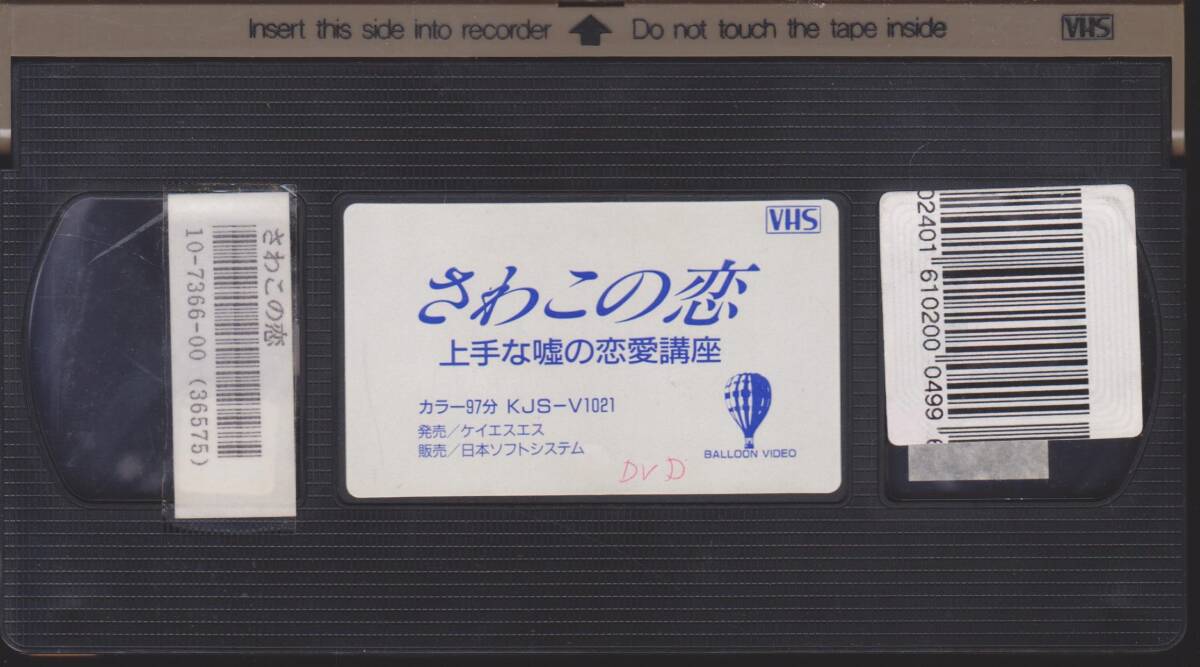 Insert this side into recorder Do not touch the tape inside VHS
さわこの恋
10-7366-00 (36575)
VHS
さわこの恋
上手な嘘の恋愛講座
カラー97分 KJS-V1021
発売/ケイエスエス
販売/日本ソフトシステム
BALLOON VIDEO
DVD
02401 610200 0499